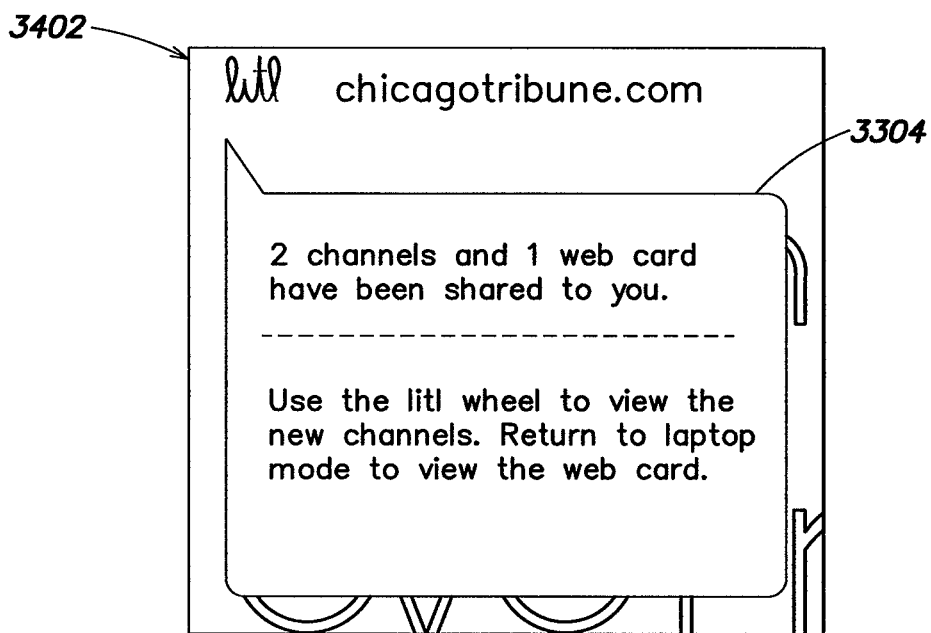 3402
litl chicagotribune.com
3304
2 channels and 1 web card
have been shared to you.
Use the litl wheel to view the
new channels. Return to laptop
mode to view the web card.